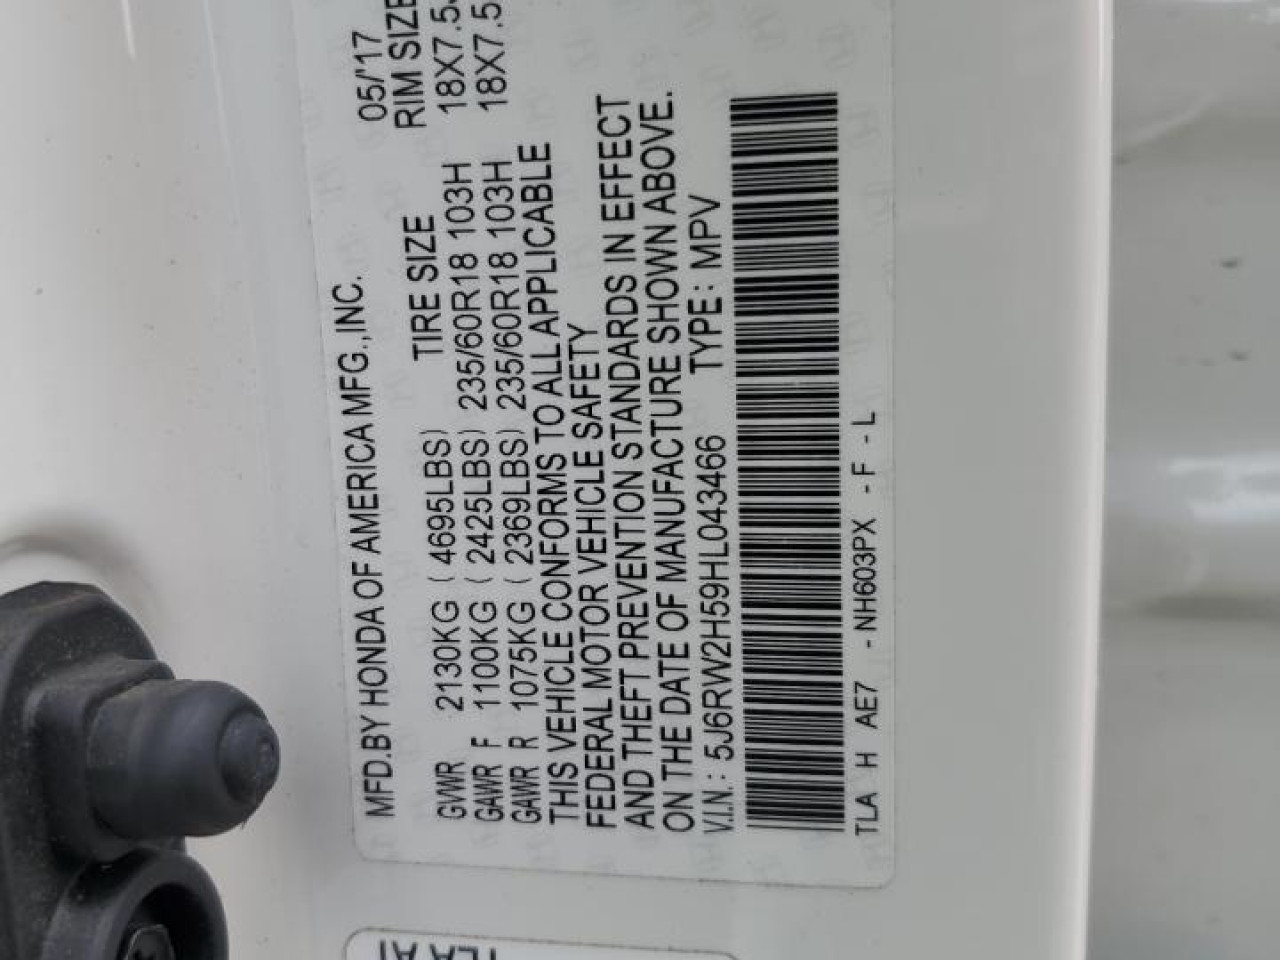 MFD.BY HONDA OF AMERICA MFG.,INC. 05/'17
TIRE SIZE RIM SIZE
GVWR 2130KG ( 4695LBS)
GAWR F 1100KG ( 2425LBS) 235/60R18 103H 18X7.5J
GAWR R 1075KG ( 2369LBS) 235/60R18 103H 18X7.5
THIS VEHICLE CONFORMS TO ALL APPLICABLE
FEDERAL MOTOR VEHICLE SAFETY
AND THEFT PREVENTION STANDARDS IN EFFECT
ON THE DATE OF MANUFACTURE SHOWN ABOVE.
V.I.N.: 5J6RW2H59HL043466 TYPE: MPV
TLA H AE7 -NH603PX -F -L